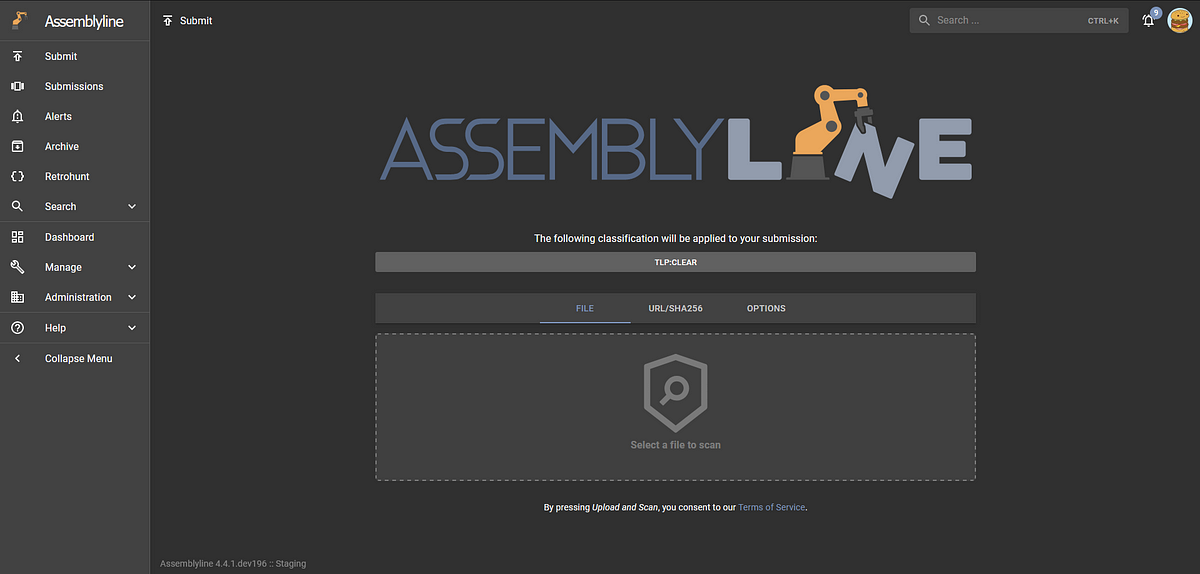 Assemblyline
Submit
Search ...
CTRL+K
9
Submit
Submissions
Alerts
Archive
Retrohunt
Search
Dashboard
Manage
Administration
Help
Collapse Menu
ASSEMBLYLINE
The following classification will be applied to your submission:
TLP:CLEAR
FILE
URL/SHA256
OPTIONS
Select a file to scan
By pressing Upload and Scan, you consent to our Terms of Service.
Assemblyline 4.4.1.dev196 :: Staging